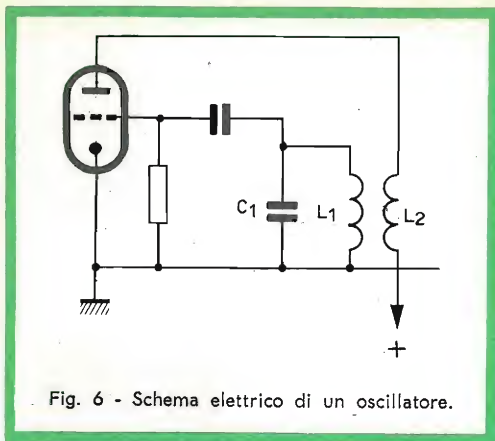 C1
L1
L2
+
Fig. 6 - Schema elettrico di un oscillatore.